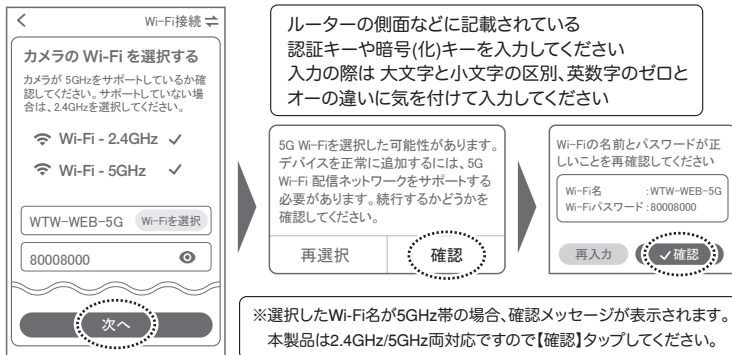 Wi-Fi接続
カメラの Wi-Fi を選択する
カメラが 5GHzをサポートしているか確
認してください。サポートしていない場
合は、2.4GHzを選択してください。
Wi-Fi - 2.4GHz ✓
Wi-Fi - 5GHz ✓
WTW-WEB-5G Wi-Fiを選択
80008000
次へ
ルーターの側面などに記載されている
認証キーや暗号(化)キーを入力してください
入力の際は 大文字と小文字の区別、英数字のゼロと
オーの違いに気を付けて入力してください
5G Wi-Fiを選択した可能性があります。
デバイスを正常に追加するには、5G
Wi-Fi 配信ネットワークをサポートする
必要があります。続行するかどうかを
確認してください。
再選択 確認
Wi-Fiの名前とパスワードが正
しいことを再確認してください
Wi-Fi名 :WTW-WEB-5G
Wi-Fiパスワード:80008000
再入力 ✓確認
※選択したWi-Fi名が5GHz帯の場合、確認メッセージが表示されます。
本製品は2.4GHz/5GHz両対応ですので【確認】タップしてください。